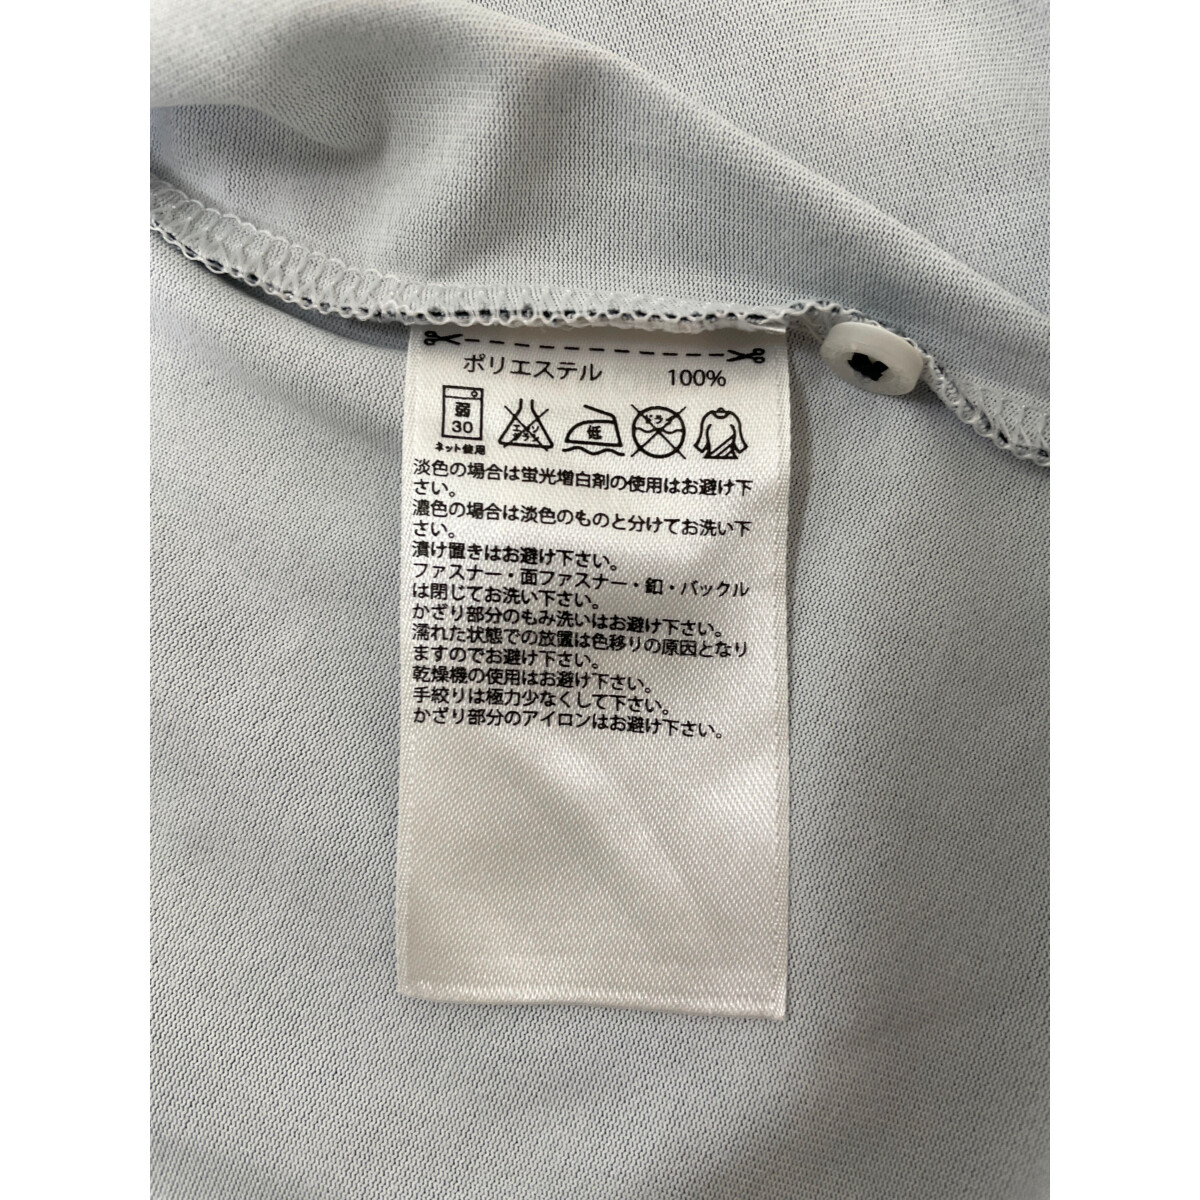 ポリエステル 100%
弱 エンソ 低 ドライ
30 サラシ
ネット使用
淡色の場合は蛍光増白剤の使用はお避け下
さい。
濃色の場合は淡色のものと分けてお洗い下
さい。
漬け置きはお避け下さい。
ファスナー・面ファスナー・釦・バックル
は閉じてお洗い下さい。
かざり部分のもみ洗いはお避け下さい。
濡れた状態での放置は色移りの原因となり
ますのでお避け下さい。
乾燥機の使用はお避け下さい。
手絞りは極力少なくして下さい。
かざり部分のアイロンはお避け下さい。